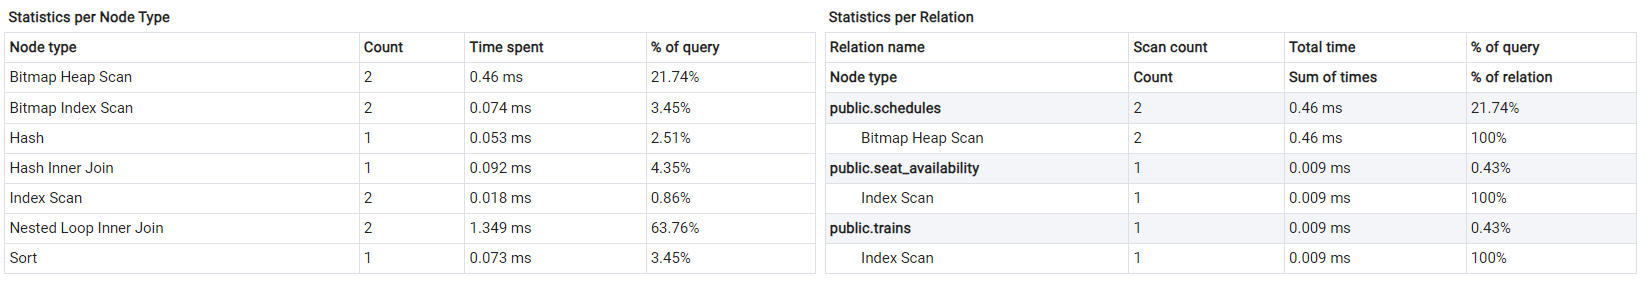 Statistics per Node Type
Node type Count Time spent % of query
Bitmap Heap Scan 2 0.46 ms 21.74%
Bitmap Index Scan 2 0.074 ms 3.45%
Hash 1 0.053 ms 2.51%
Hash Inner Join 1 0.092 ms 4.35%
Index Scan 2 0.018 ms 0.86%
Nested Loop Inner Join 2 1.349 ms 63.76%
Sort 1 0.073 ms 3.45%
Statistics per Relation
Relation name Scan count Total time % of query
Node type Count Sum of times % of relation
public.schedules 2 0.46 ms 21.74%
Bitmap Heap Scan 2 0.46 ms 100%
public.seat_availability 1 0.009 ms 0.43%
Index Scan 1 0.009 ms 100%
public.trains 1 0.009 ms 0.43%
Index Scan 1 0.009 ms 100%